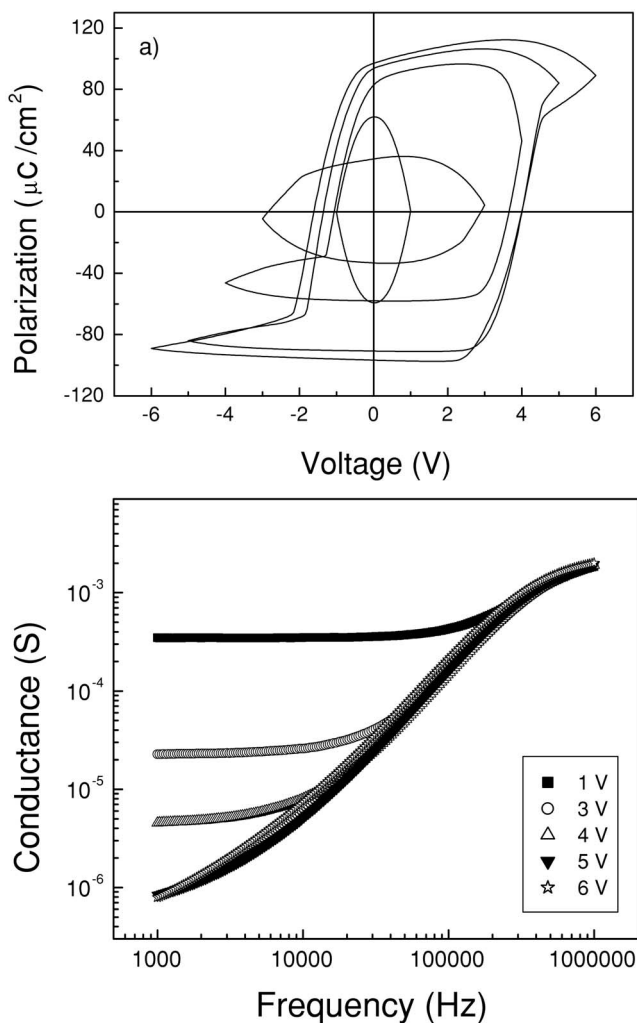 a)
120
80
40
0
-40
-80
-120
Polarization ( μC/cm²)
-6 -4 -2 0 2 4 6
Voltage (V)
10⁻³
10⁻⁴
10⁻⁵
10⁻⁶
Conductance (S)
1 V
3 V
4 V
5 V
6 V
1000 10000 100000 1000000
Frequency (Hz)